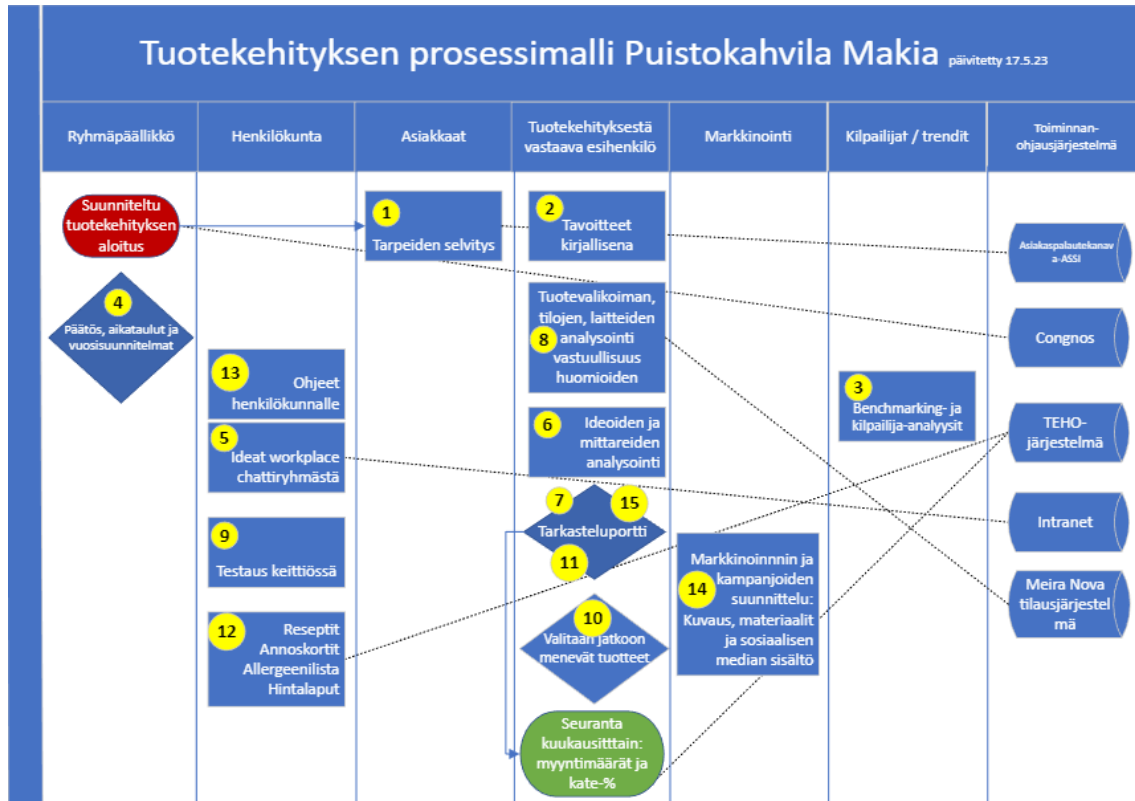 Tuotekehityksen prosessimalli Puistokahvila Makia päivitetty 17.5.23
Ryhmäpäällikkö
Henkilökunta
Asiakkaat
Tuotekehityksestä
vastaava esihenkilö
Markkinointi
Kilpailijat / trendit
Toiminnan-
ohjausjärjestelmä
Suunniteltu
tuotekehityksen
aloitus
1
Tarpeiden selvitys
2
Tavoitteet
kirjallisena
Asiakaspalautekanav
a-ASSI
4
Päätös, aikataulut ja
vuosisuunnitelmat
Tuotevalikoiman,
tilojen, laitteiden
8 analysointi
vastuullisuus
huomioiden
Congnos
13
Ohjeet
henkilökunnalle
3
Benchmarking- ja
kilpailija-analyysit
5
Ideat workplace
chattiryhmästä
6 Ideoiden ja
mittareiden
analysointi
TEHO-
järjestelmä
7 15
Tarkasteluportti
11
Intranet
9
Testaus keittiössä
Markkinoinnnin ja
kampanjoiden
14 suunnittelu:
Kuvaus, materiaalit
ja sosiaalisen
median sisältö
Meira Nova
tilausjärjestel
mä
12 Reseptit
Annoskortit
Allergeenilista
Hintalaput
10
Valitaan jatkoon
menevät tuotteet
Seuranta
kuukausitttain:
myyntimäärät ja
kate-%